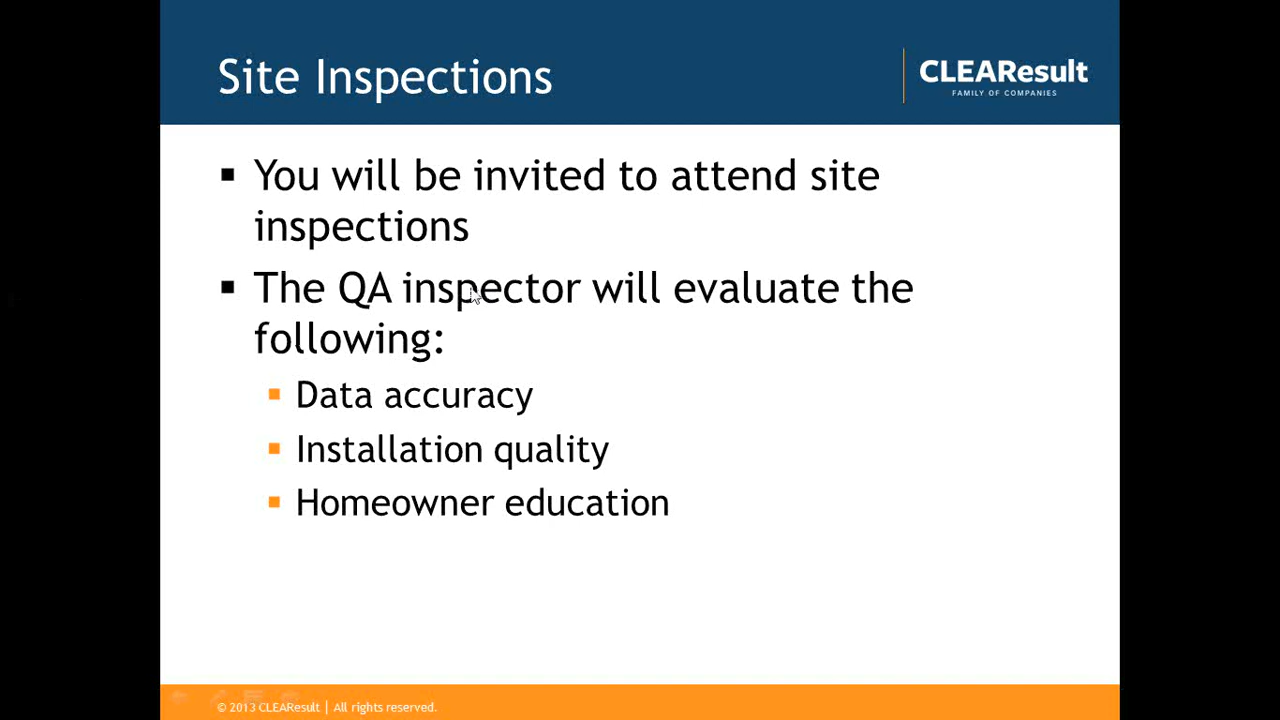 Site Inspections
CLEAResult
FAMILY OF COMPANIES
▪ You will be invited to attend site
inspections
▪ The QA inspector will evaluate the
following:
▪ Data accuracy
▪ Installation quality
▪ Homeowner education
© 2013 CLEAResult | All rights reserved.